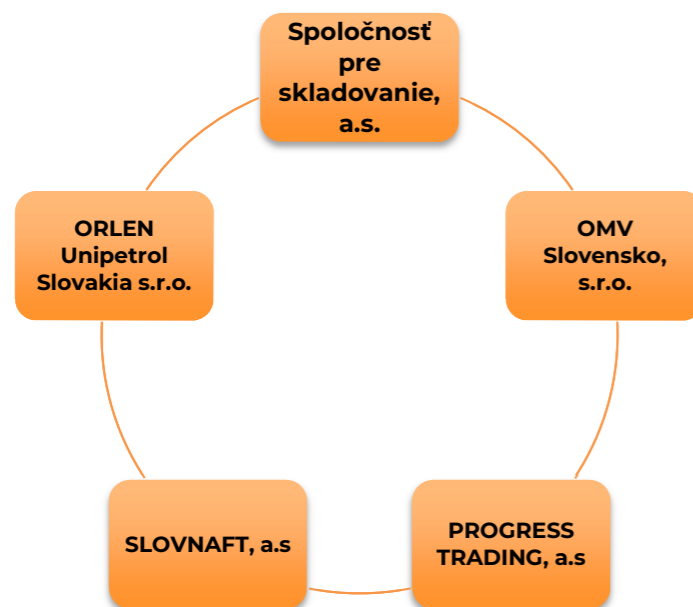 Spoločnosť
pre
skladovanie,
a.s.
ORLEN
Unipetrol
Slovakia s.r.o.
OMV
Slovensko,
s.r.o.
SLOVNAFT, a.s
PROGRESS
TRADING, a.s